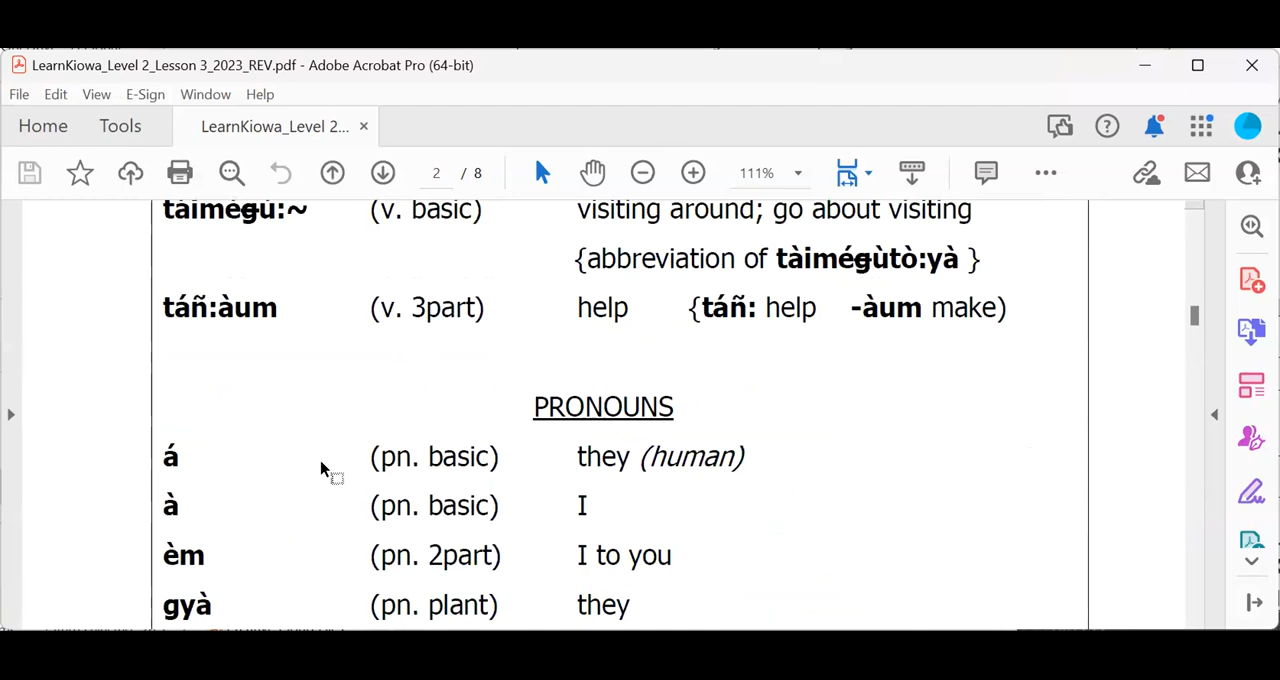 LearnKiowa_Level 2_Lesson 3_2023_REV.pdf - Adobe Acrobat Pro (64-bit)
File Edit View E-Sign Window Help
Home Tools LearnKiowa_Level 2... ×
2 / 8 111%
tàiméǥù:~ (v. basic) visiting around; go about visiting
{abbreviation of tàiméǥùtò:yà }
táñ:àum (v. 3part) help {táñ: help -àum make)
PRONOUNS
á (pn. basic) they (human)
à (pn. basic) I
èm (pn. 2part) I to you
gyà (pn. plant) they